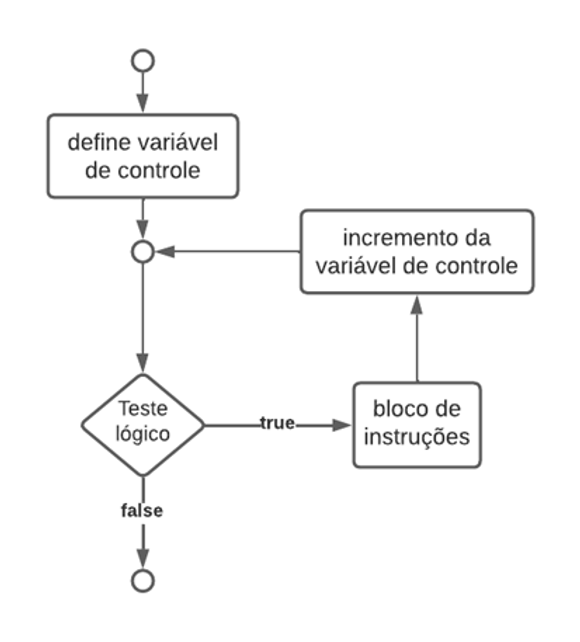 define variável
de controle
incremento da
variável de controle
Teste
lógico
true
bloco de
instruções
false